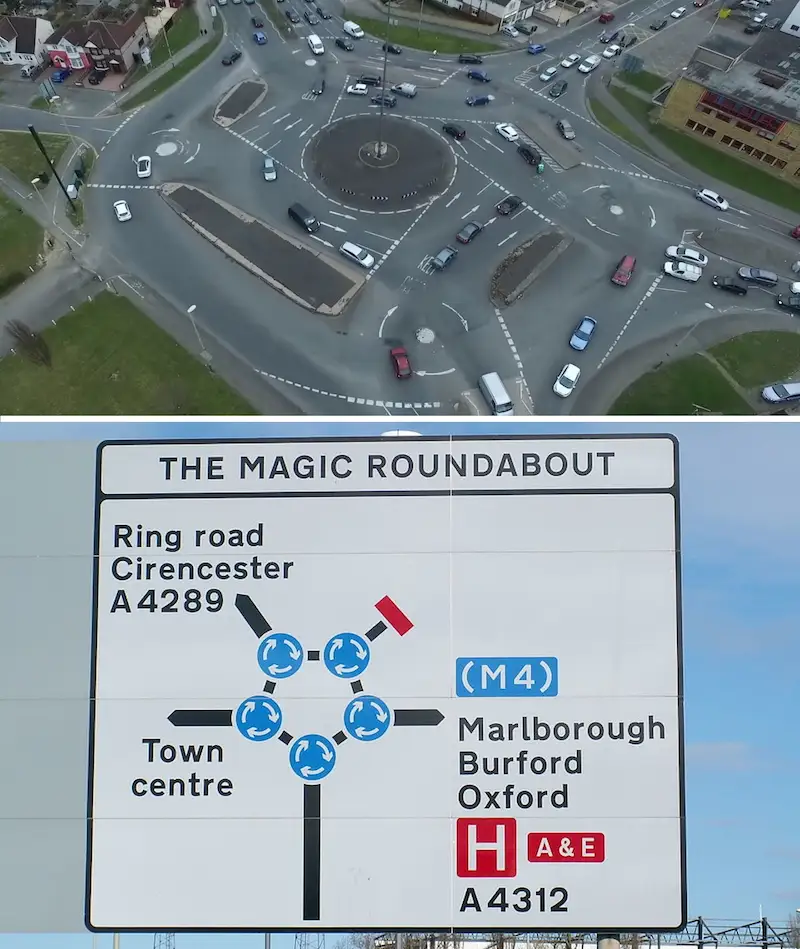 THE MAGIC ROUNDABOUT
Ring road
Cirencester
A4289
(M4)
Town
centre
Marlborough
Burford
Oxford
H A&E
A4312